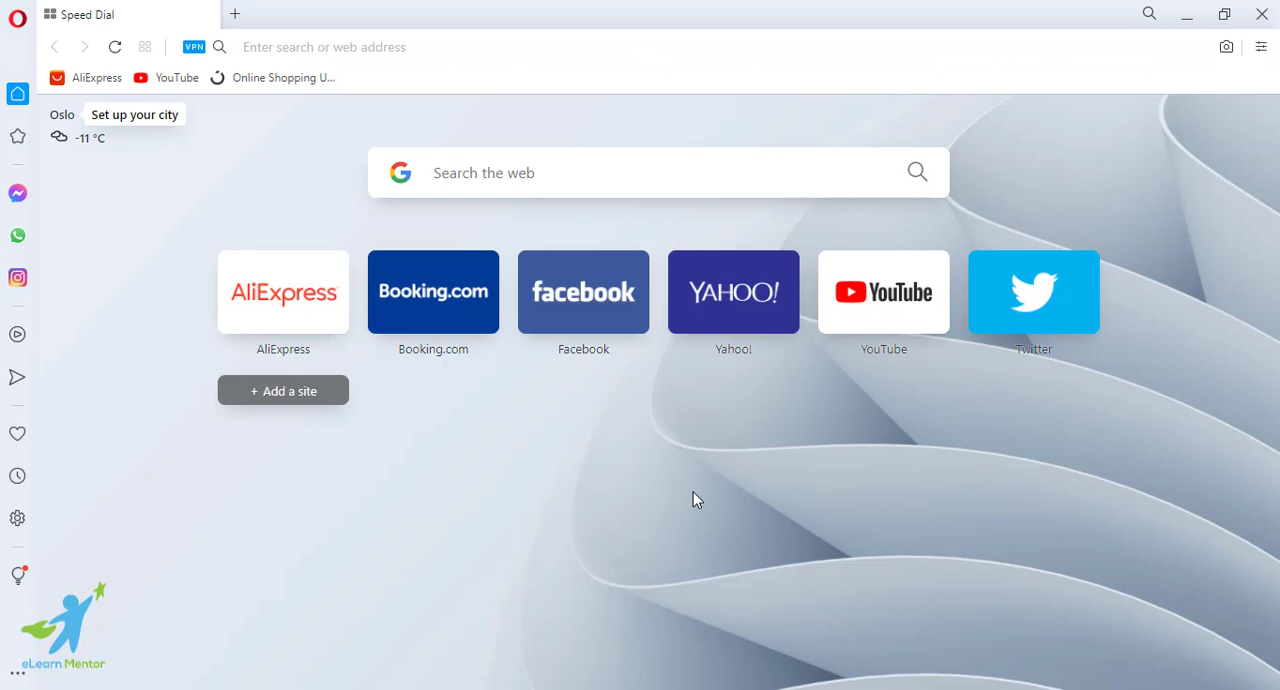 Speed Dial
VPN
Enter search or web address
AliExpress
YouTube
Online Shopping U...
Oslo
Set up your city
-11 °C
Search the web
AliExpress
Booking.com
facebook
YAHOO!
YouTube
AliExpress
Booking.com
Facebook
Yahoo!
YouTube
Twitter
+ Add a site
eLearn Mentor